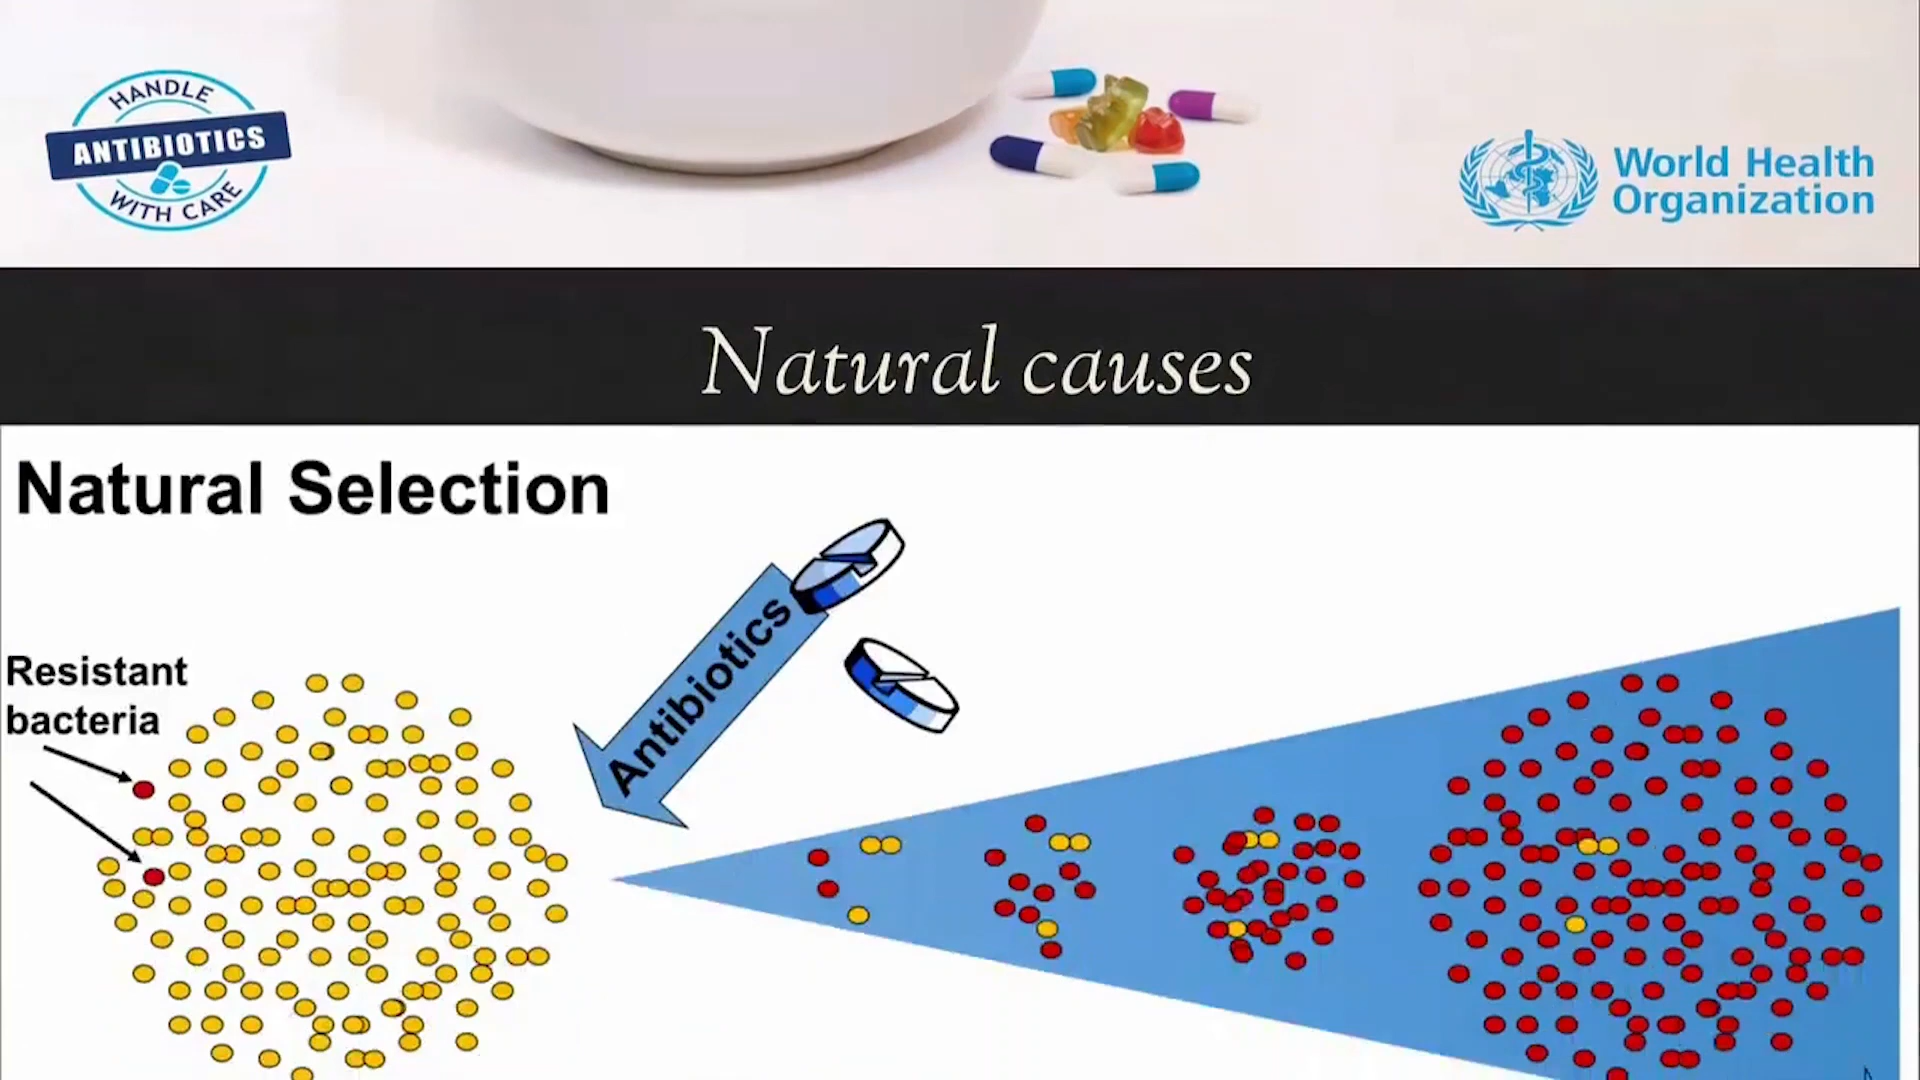 HANDLE
ANTIBIOTICS
WITH CARE
World Health
Organization
Natural causes
Natural Selection
Resistant
bacteria
Antibiotics